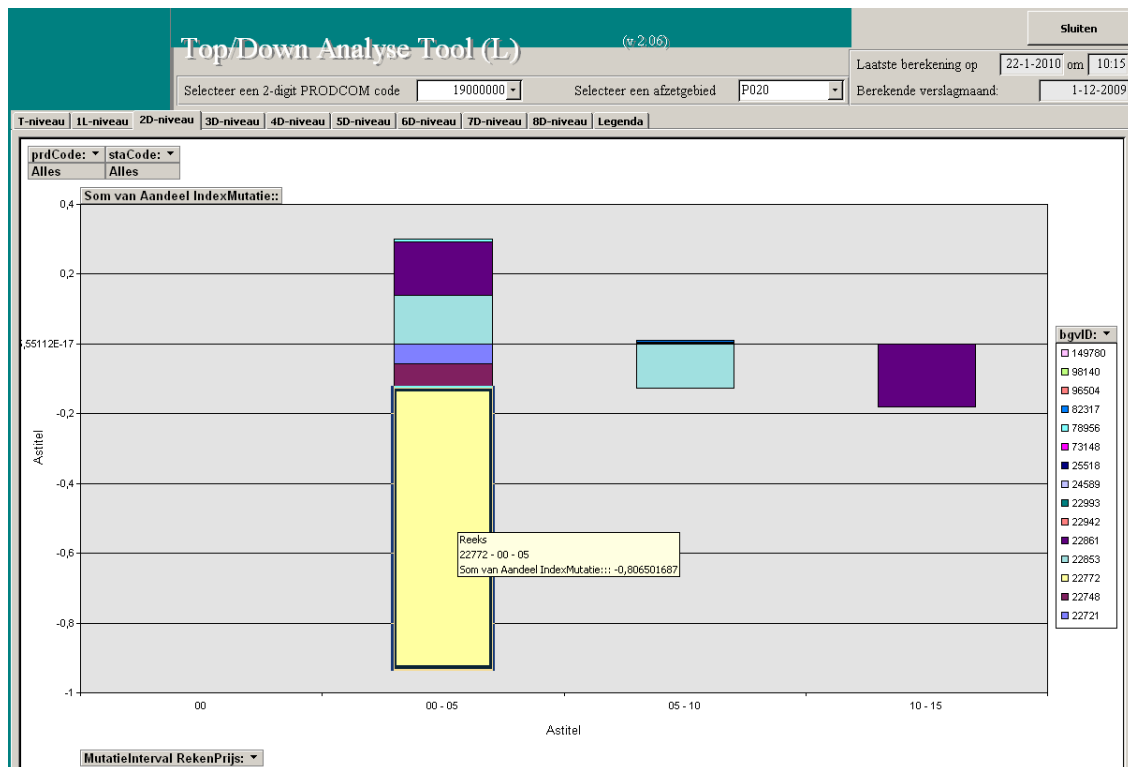 Top/Down Analyse Tool (L)
(v 2.06)
Sluiten
Laatste berekening op 22-1-2010 om 10:15
Selecteer een 2-digit PRODCOM code 19000000 Selecteer een afzetgebied P020
Berekende verslagmaand: 1-12-2009
T-niveau 1L-niveau 2D-niveau 3D-niveau 4D-niveau 5D-niveau 6D-niveau 7D-niveau 8D-niveau Legenda
prdCode: staCode:
Alles Alles
Som van Aandeel IndexMutatie::
0,4
0,2
5,55112E-17
-0,2
-0,4
-0,6
-0,8
-1
Astitel
Reeks
22772 - 00 - 05
Som van Aandeel IndexMutatie::: -0,806501687
bgvID:
149780
98140
96504
82317
78956
73148
25518
24589
22993
22942
22861
22853
22772
22748
22721
00 00 - 05 05 - 10 10 - 15
Astitel
MutatieInterval RekenPrijs: